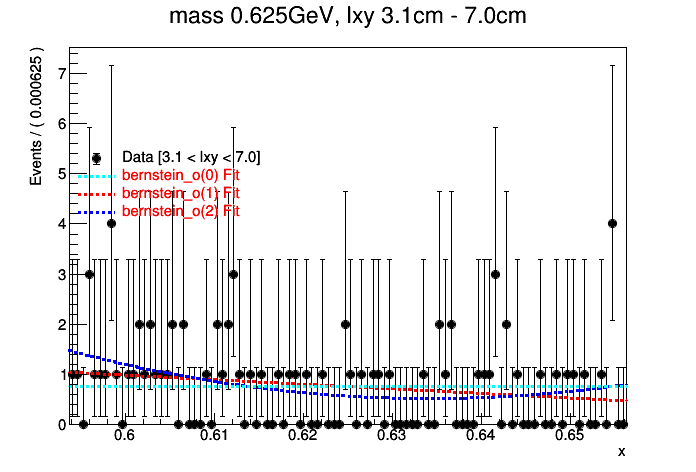 mass 0.625GeV, lxy 3.1cm - 7.0cm
Events / ( 0.000625 )
7
6
5
4
3
2
1
0
Data [3.1 < lxy < 7.0]
bernstein_o(0) Fit
bernstein_o(1) Fit
bernstein_o(2) Fit
0.6
0.61
0.62
0.63
0.64
0.65
x